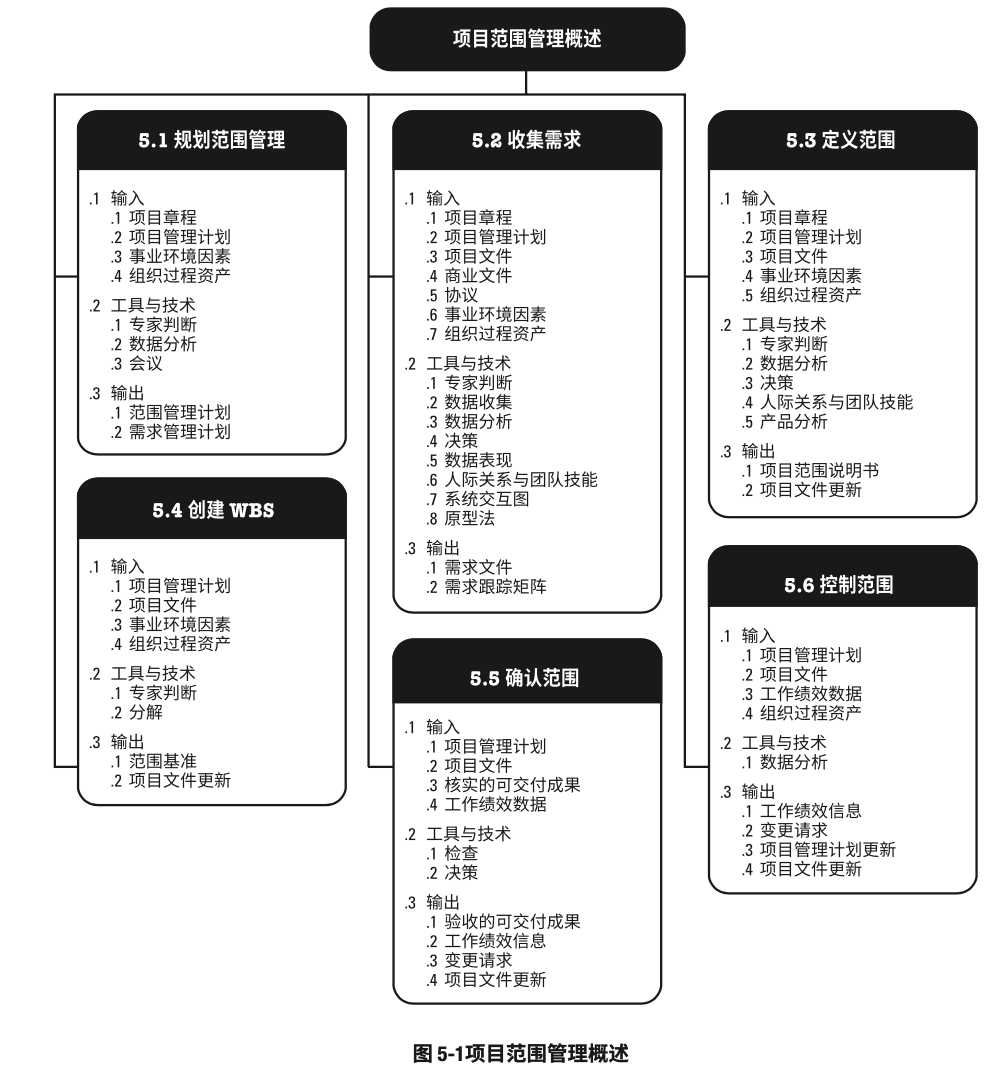 项目范围管理概述
5.1 规划范围管理
.1 输入
.1 项目章程
.2 项目管理计划
.3 事业环境因素
.4 组织过程资产
.2 工具与技术
.1 专家判断
.2 数据分析
.3 会议
.3 输出
.1 范围管理计划
.2 需求管理计划
5.2 收集需求
.1 输入
.1 项目章程
.2 项目管理计划
.3 项目文件
.4 商业文件
.5 协议
.6 事业环境因素
.7 组织过程资产
.2 工具与技术
.1 专家判断
.2 数据收集
.3 数据分析
.4 决策
.5 数据表现
.6 人际关系与团队技能
.7 系统交互图
.8 原型法
.3 输出
.1 需求文件
.2 需求跟踪矩阵
5.3 定义范围
.1 输入
.1 项目章程
.2 项目管理计划
.3 项目文件
.4 事业环境因素
.5 组织过程资产
.2 工具与技术
.1 专家判断
.2 数据分析
.3 决策
.4 人际关系与团队技能
.5 产品分析
.3 输出
.1 项目范围说明书
.2 项目文件更新
5.4 创建 WBS
.1 输入
.1 项目管理计划
.2 项目文件
.3 事业环境因素
.4 组织过程资产
.2 工具与技术
.1 专家判断
.2 分解
.3 输出
.1 范围基准
.2 项目文件更新
5.5 确认范围
.1 输入
.1 项目管理计划
.2 项目文件
.3 核实的可交付成果
.4 工作绩效数据
.2 工具与技术
.1 检查
.2 决策
.3 输出
.1 验收的可交付成果
.2 工作绩效信息
.3 变更请求
.4 项目文件更新
5.6 控制范围
.1 输入
.1 项目管理计划
.2 项目文件
.3 工作绩效数据
.4 组织过程资产
.2 工具与技术
.1 数据分析
.3 输出
.1 工作绩效信息
.2 变更请求
.3 项目管理计划更新
.4 项目文件更新
图 5-1项目范围管理概述